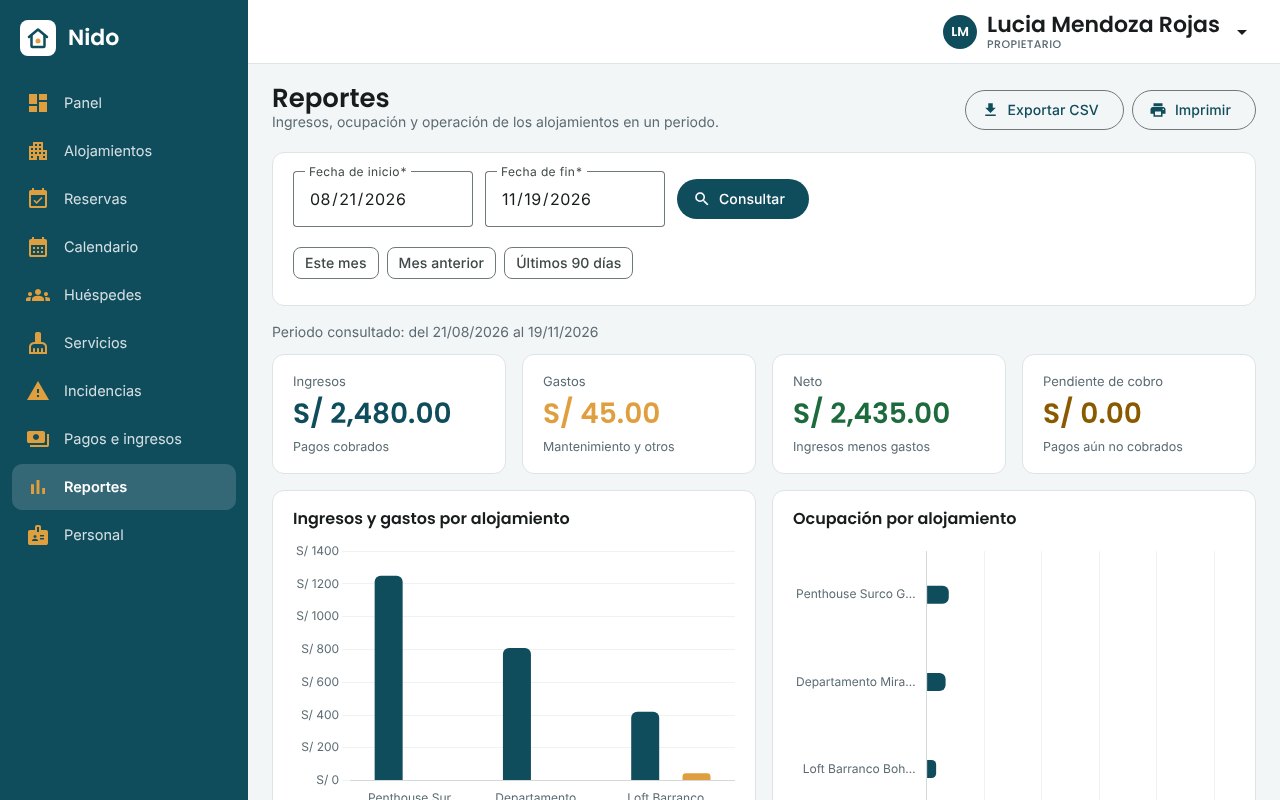 Nido
LM
Lucia Mendoza Rojas
PROPIETARIO
Panel
Alojamientos
Reservas
Calendario
Huéspedes
Servicios
Incidencias
Pagos e ingresos
Reportes
Personal
Reportes
Ingresos, ocupación y operación de los alojamientos en un periodo.
Exportar CSV
Imprimir
Fecha de inicio*
08/21/2026
Fecha de fin*
11/19/2026
Consultar
Este mes
Mes anterior
Últimos 90 días
Periodo consultado: del 21/08/2026 al 19/11/2026
Ingresos
S/ 2,480.00
Pagos cobrados
Gastos
S/ 45.00
Mantenimiento y otros
Neto
S/ 2,435.00
Ingresos menos gastos
Pendiente de cobro
S/ 0.00
Pagos aún no cobrados
Ingresos y gastos por alojamiento
S/ 1400
S/ 1200
S/ 1000
S/ 800
S/ 600
S/ 400
S/ 200
S/ 0
Penthouse Sur
Departamento
Loft Barranco
Ocupación por alojamiento
Penthouse Surco G...
Departamento Mira...
Loft Barranco Boh...